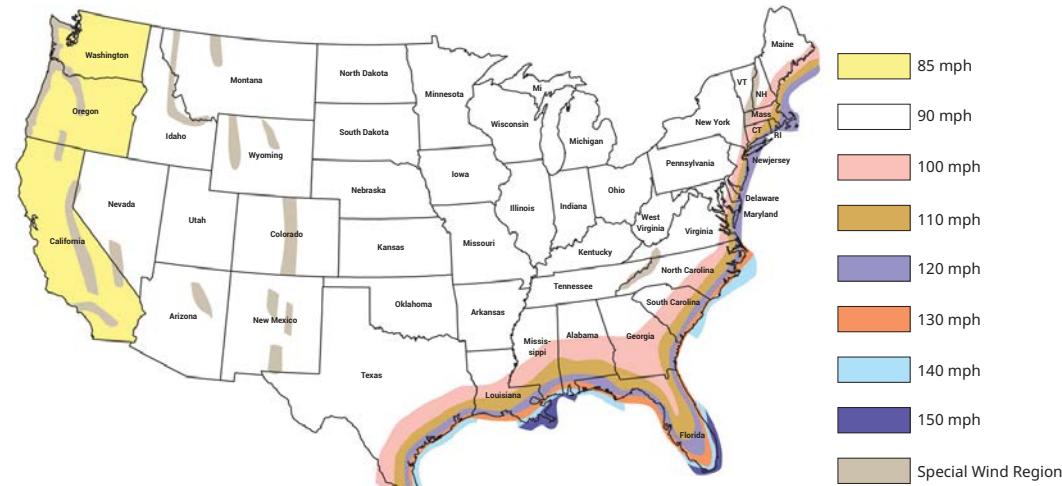 Washington
Oregon
California
Nevada
Idaho
Montana
Wyoming
Utah
Colorado
Arizona
New Mexico
North Dakota
South Dakota
Nebraska
Kansas
Oklahoma
Texas
Minnesota
Iowa
Missouri
Arkansas
Louisiana
Wisconsin
Illinois
Mi
Michigan
Indiana
Ohio
Kentucky
Tennessee
Missis-
sippi
Alabama
Georgia
Florida
South Carolina
North Carolina
Virginia
West
Virginia
Pennsylvania
New York
VT
NH
Maine
Mass
CT
RI
Newjersey
Delaware
Maryland
85 mph
90 mph
100 mph
110 mph
120 mph
130 mph
140 mph
150 mph
Special Wind Region